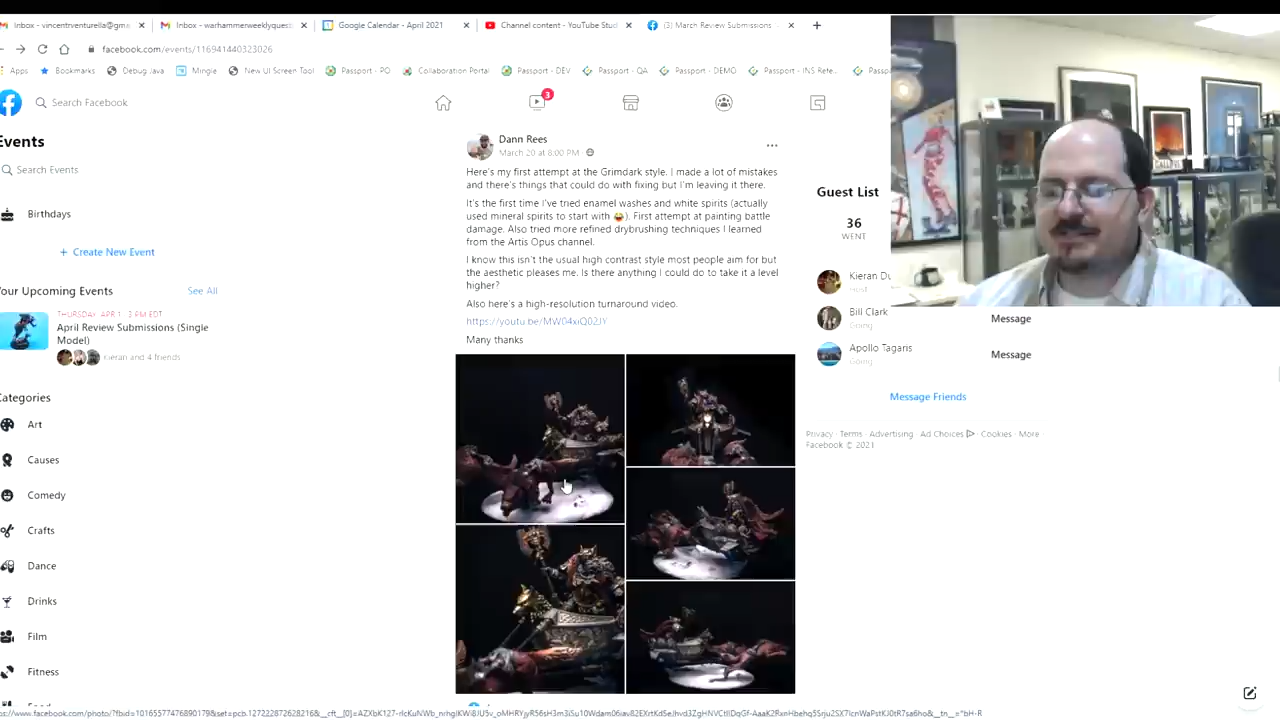 Inbox - vincentrventurella@gm
Inbox - warhammerweeklyques
Google Calendar - April 2021
Channel content - YouTube Stud
(3) March Review Submissions
facebook.com/events/116941440323026
Apps
Bookmarks
Debug Java
Mingle
New UI Screen Tool
Passport - PO
Collaboration Portal
Passport - DEV
Passport - QA
Passport - DEMO
Passport - INS Rete...
Search Facebook
3
Events
Search Events
Birthdays
+ Create New Event
Your Upcoming Events
See All
THURSDAY, APR 1, 3 PM EDT
April Review Submissions (Single
Model)
Kieran and 4 friends
Categories
Art
Causes
Comedy
Crafts
Dance
Drinks
Film
Fitness
Dann Rees
March 20 at 8:00 PM
Here's my first attempt at the Grimdark style. I made a lot of mistakes
and there's things that could do with fixing but I'm leaving it there.
It's the first time I've tried enamel washes and white spirits (actually
used mineral spirits to start with 😂). First attempt at painting battle
damage. Also tried more refined drybrushing techniques I learned
from the Artis Opus channel.
I know this isn't the usual high contrast style most people aim for but
the aesthetic pleases me. Is there anything I could do to take it a level
higher?
Also here's a high-resolution turnaround video.
Many thanks
Guest List
36
WENT
Kieran Du
Host
Bill Clark
Going
Message
Apollo Tagaris
Going
Message
Message Friends
Privacy · Terms · Advertising · Ad Choices · Cookies · More
Facebook © 2021